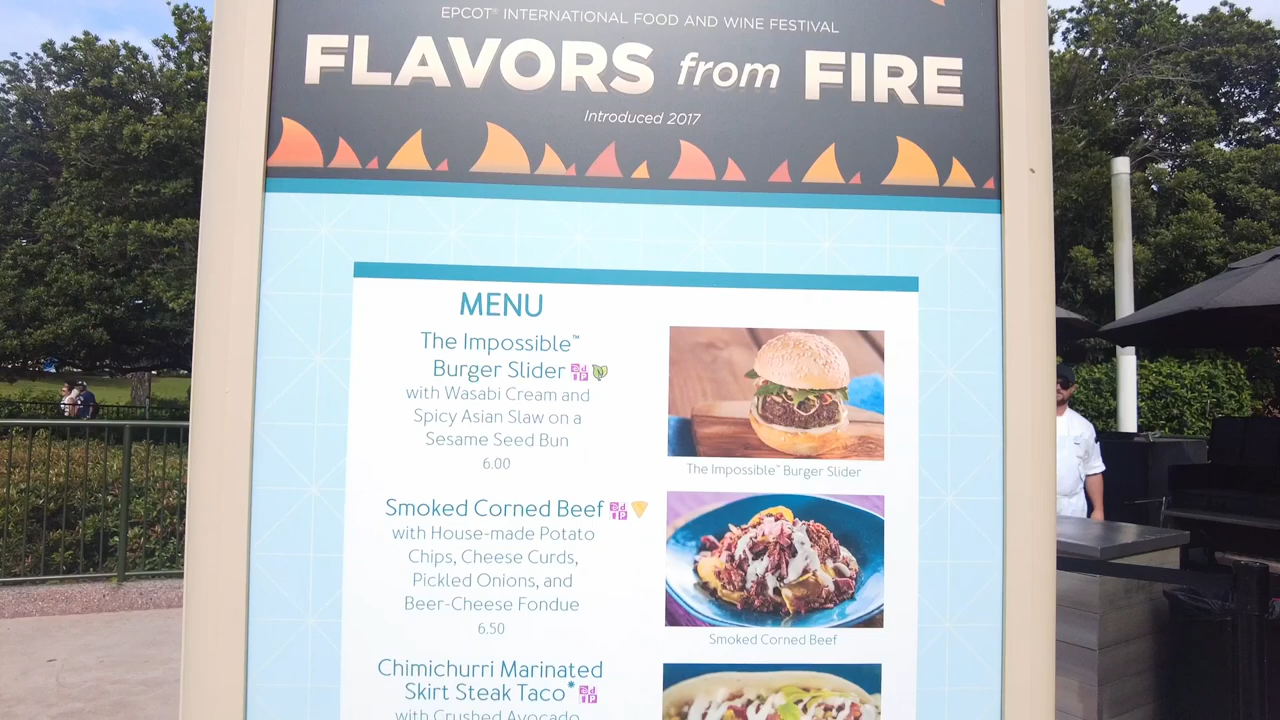 EPCOT® INTERNATIONAL FOOD AND WINE FESTIVAL
FLAVORS from FIRE
Introduced 2017
MENU
The Impossible™
Burger Slider
with Wasabi Cream and
Spicy Asian Slaw on a
Sesame Seed Bun
6.00
The Impossible™ Burger Slider
Smoked Corned Beef
with House-made Potato
Chips, Cheese Curds,
Pickled Onions, and
Beer-Cheese Fondue
6.50
Smoked Corned Beef
Chimichurri Marinated
Skirt Steak Taco*
with Crushed Avocado